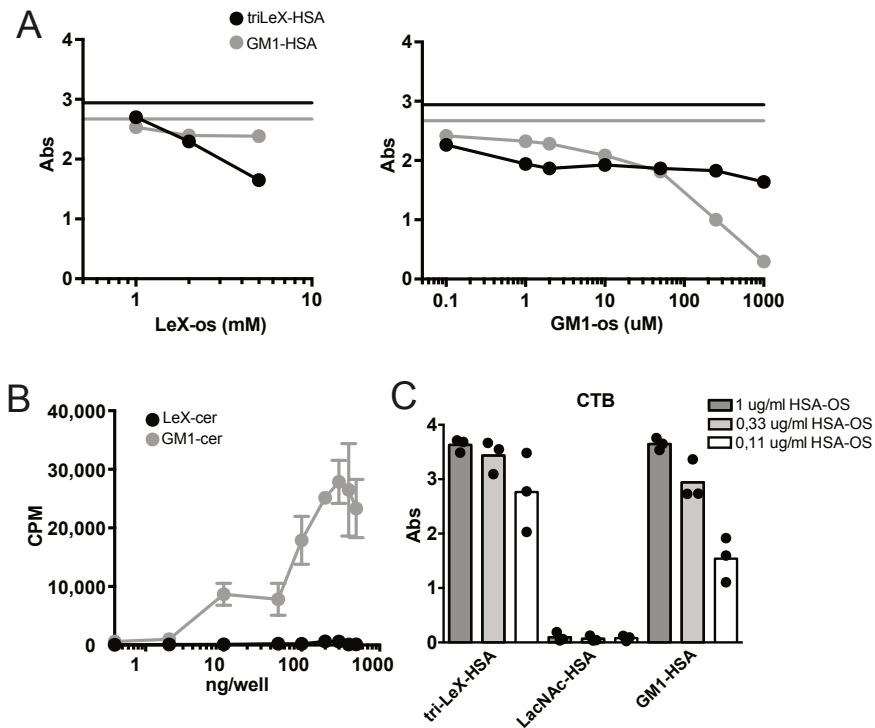 A
triLeX-HSA
GM1-HSA
4
3
2
1
0
Abs
1
10
LeX-os (mM)
4
3
2
1
0
Abs
0.1
1
10
100
1000
GM1-os (uM)
B
LeX-cer
GM1-cer
40,000
30,000
20,000
10,000
0
CPM
1
10
100
1000
ng/well
C
CTB
1 ug/ml HSA-OS
0,33 ug/ml HSA-OS
0,11 ug/ml HSA-OS
4
3
2
1
0
Abs
tri-LeX-HSA
LacNAc-HSA
GM1-HSA